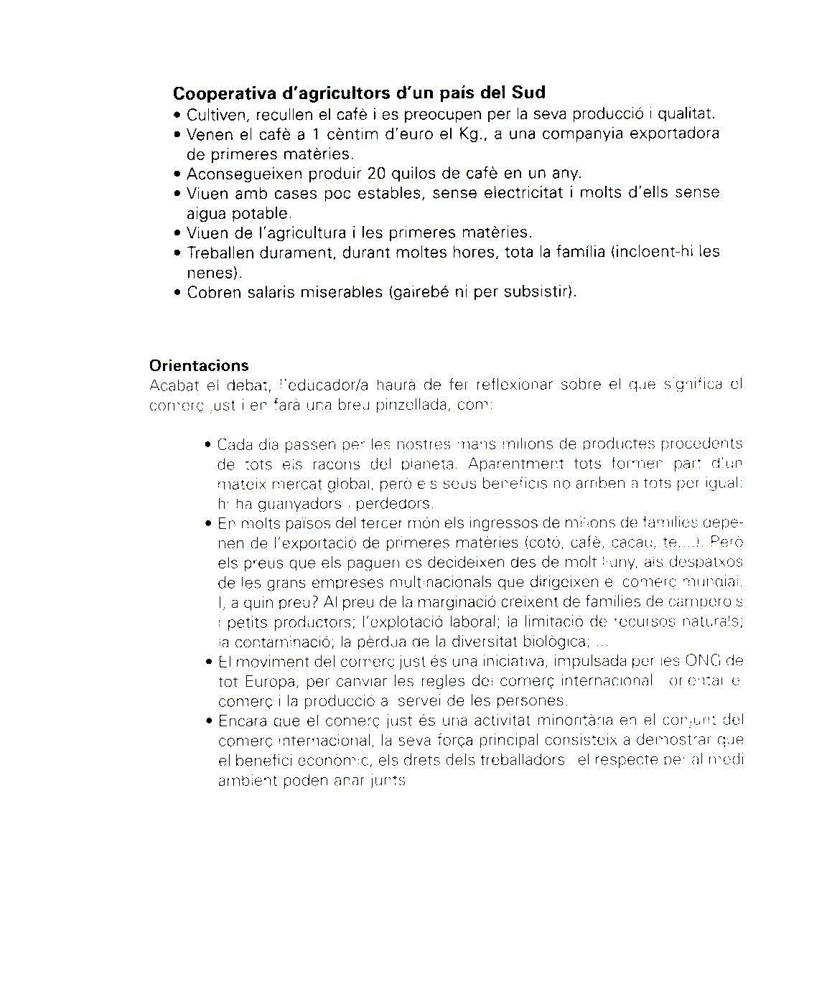 Cooperativa d'agricultors d'un país del Sud
• Cultiven, recullen el cafè i es preocupen per la seva producció i qualitat.
• Venen el cafè a 1 cèntim d'euro el Kg., a una companyia exportadora
de primeres matèries.
• Aconsegueixen produir 20 quilos de cafè en un any.
• Viuen amb cases poc estables, sense electricitat i molts d'ells sense
aigua potable.
• Viuen de l'agricultura i les primeres matèries.
• Treballen durament, durant moltes hores, tota la família (incloent-hi les
nenes).
• Cobren salaris miserables (gairebé ni per subsistir).
Orientacions
Acabat el debat, l'educador/a haurà de fer reflexionar sobre el que significa el
comerç just i en farà una breu pinzellada, com:
• Cada dia passen per les nostres mans milions de productes procedents
de tots els racons del planeta. Aparentment tots formen part d'un
mateix mercat global, però els seus beneficis no arriben a tots per igual:
hi ha guanyadors i perdedors.
• En molts països del tercer món els ingressos de milions de famílies depe-
nen de l'exportació de primeres matèries (cotó, cafè, cacau, te,...). Però
els preus que els paguen es decideixen des de molt lluny, als despatxos
de les grans empreses multinacionals que dirigeixen el comerç mundial.
I, a quin preu? Al preu de la marginació creixent de famílies de camperols
i petits productors; l'explotació laboral; la limitació de recursos naturals;
la contaminació; la pèrdua de la diversitat biològica; ...
• El moviment del comerç just és una iniciativa, impulsada per les ONG de
tot Europa, per canviar les regles del comerç internacional i orientar el
comerç i la producció al servei de les persones.
• Encara que el comerç just és una activitat minoritària en el conjunt del
comerç internacional, la seva força principal consisteix a demostrar que
el benefici econòmic, els drets dels treballadors i el respecte per al medi
ambient poden anar junts